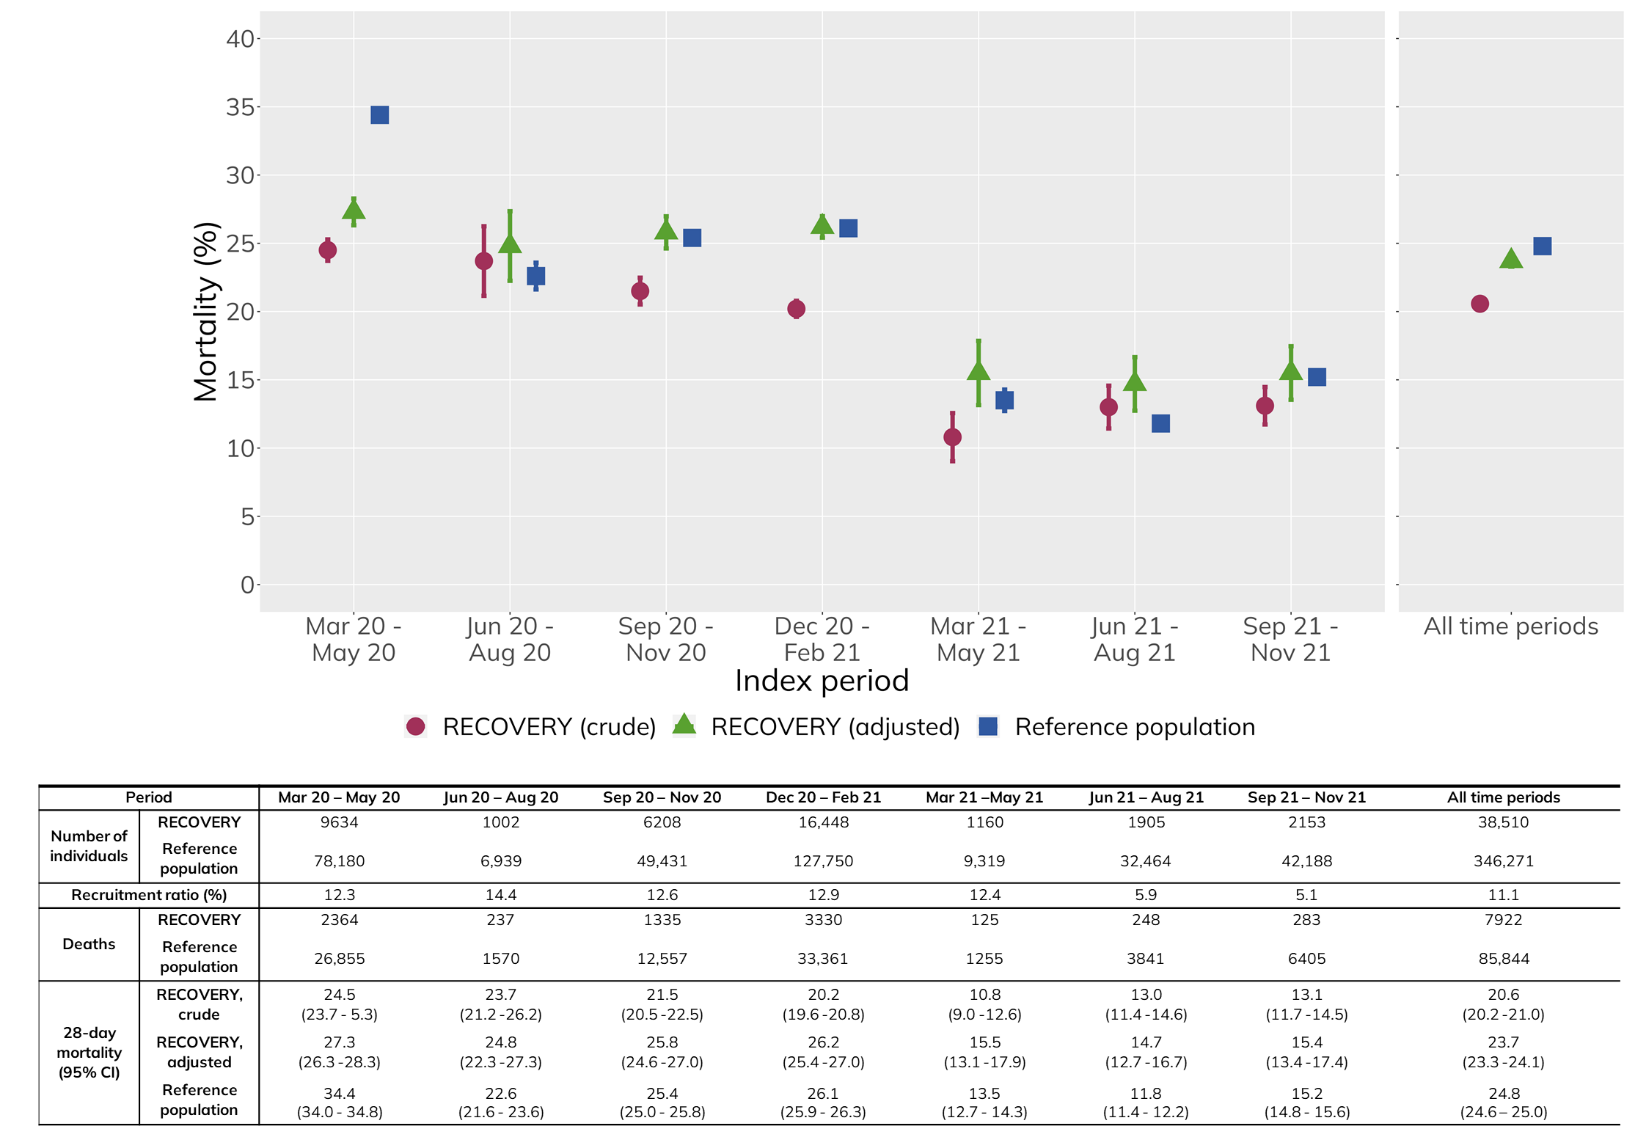 40
35
30
25
20
15
10
5
0
Mortality (%)
Mar 20 - May 20
Jun 20 - Aug 20
Sep 20 - Nov 20
Dec 20 - Feb 21
Mar 21 - May 21
Jun 21 - Aug 21
Sep 21 - Nov 21
All time periods
Index period
RECOVERY (crude) RECOVERY (adjusted) Reference population
Period Mar 20 – May 20 Jun 20 – Aug 20 Sep 20 – Nov 20 Dec 20 – Feb 21 Mar 21 –May 21 Jun 21 – Aug 21 Sep 21 – Nov 21 All time periods
Number of individuals
RECOVERY 9634 1002 6208 16,448 1160 1905 2153 38,510
Reference population 78,180 6,939 49,431 127,750 9,319 32,464 42,188 346,271
Recruitment ratio (%) 12.3 14.4 12.6 12.9 12.4 5.9 5.1 11.1
Deaths
RECOVERY 2364 237 1335 3330 125 248 283 7922
Reference population 26,855 1570 12,557 33,361 1255 3841 6405 85,844
28-day mortality (95% CI)
RECOVERY, crude 24.5 23.7 21.5 20.2 10.8 13.0 13.1 20.6
(23.7 - 5.3) (21.2 -26.2) (20.5 -22.5) (19.6 -20.8) (9.0 -12.6) (11.4 -14.6) (11.7 -14.5) (20.2 -21.0)
RECOVERY, adjusted 27.3 24.8 25.8 26.2 15.5 14.7 15.4 23.7
(26.3 -28.3) (22.3 -27.3) (24.6 -27.0) (25.4 -27.0) (13.1 -17.9) (12.7 -16.7) (13.4 -17.4) (23.3 -24.1)
Reference population 34.4 22.6 25.4 26.1 13.5 11.8 15.2 24.8
(34.0 - 34.8) (21.6 - 23.6) (25.0 - 25.8) (25.9 - 26.3) (12.7 - 14.3) (11.4 - 12.2) (14.8 - 15.6) (24.6 – 25.0)